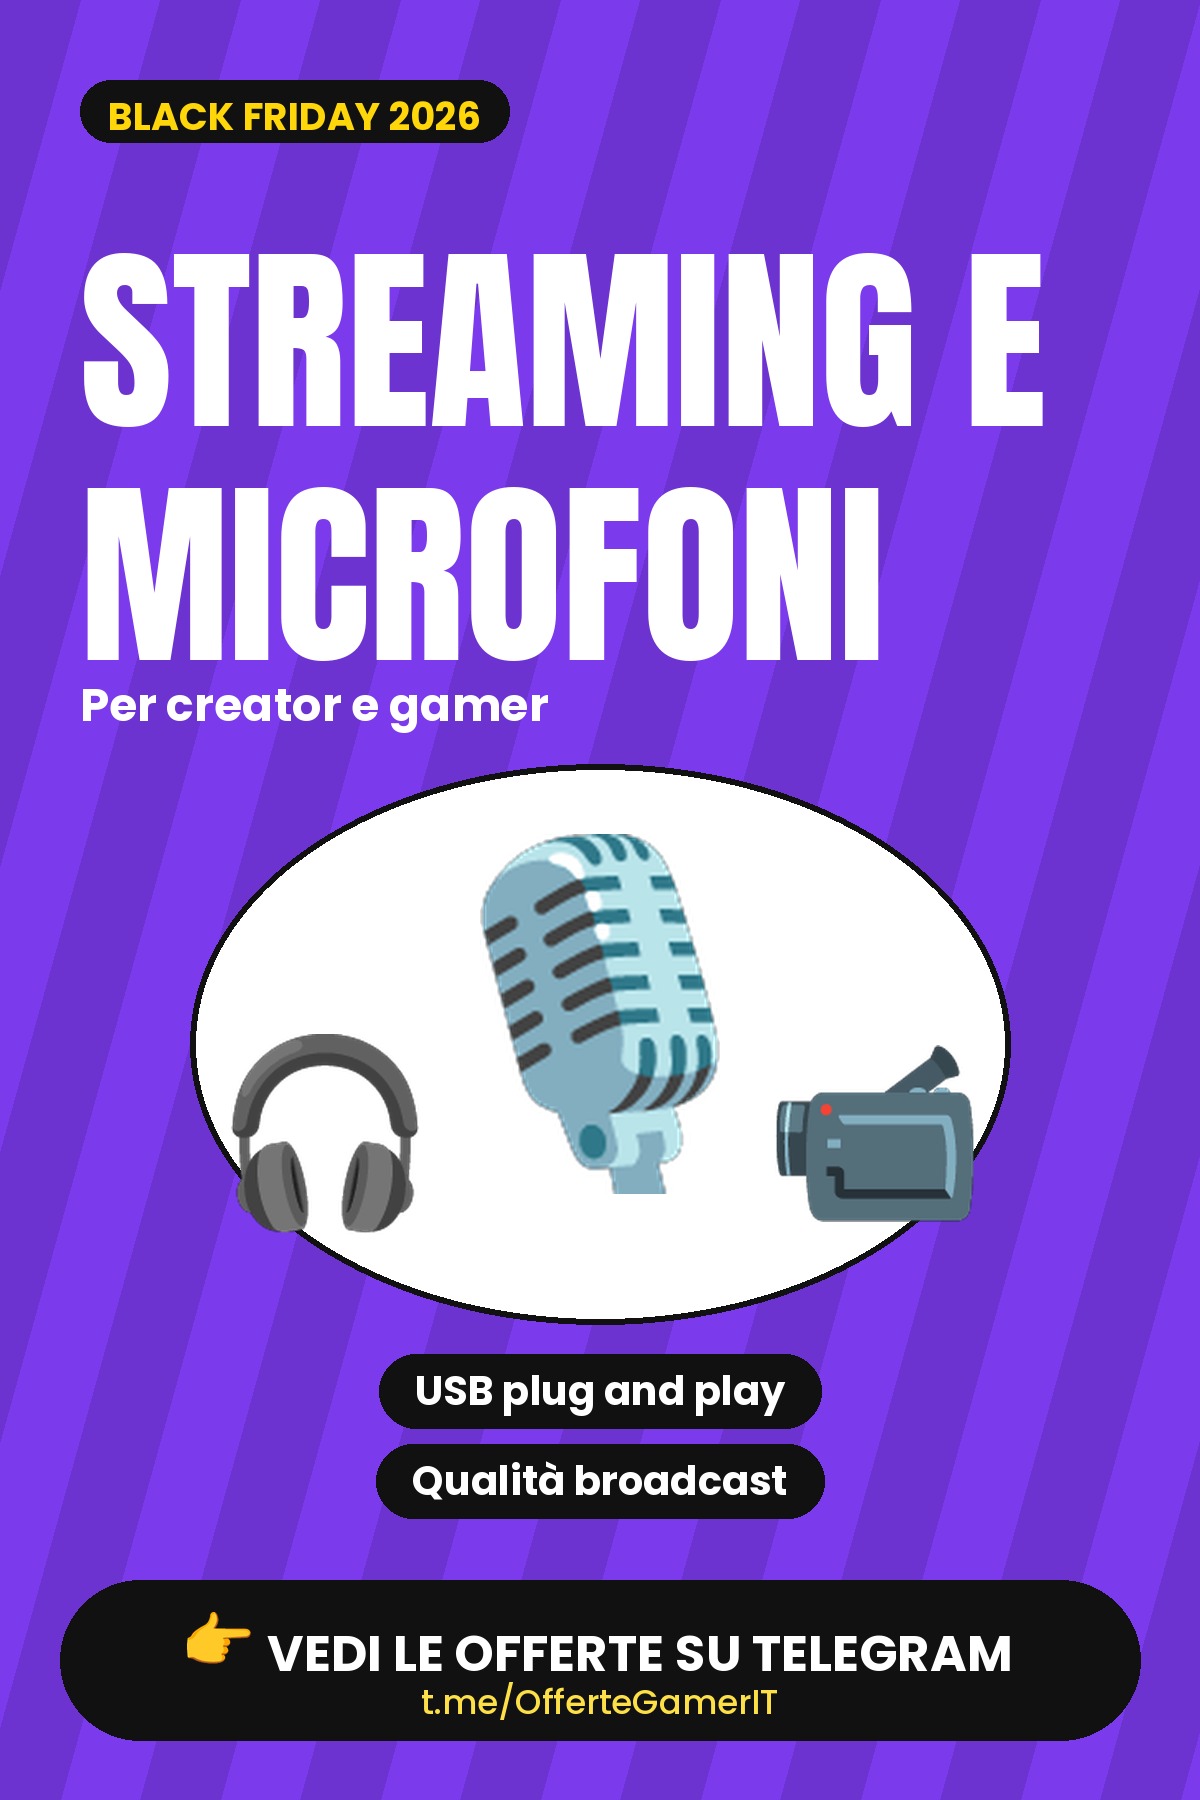 BLACK FRIDAY 2026
STREAMING E
MICROFONI
Per creator e gamer
USB plug and play
Qualità broadcast
👉 VEDI LE OFFERTE SU TELEGRAM
t.me/OfferteGamerIT